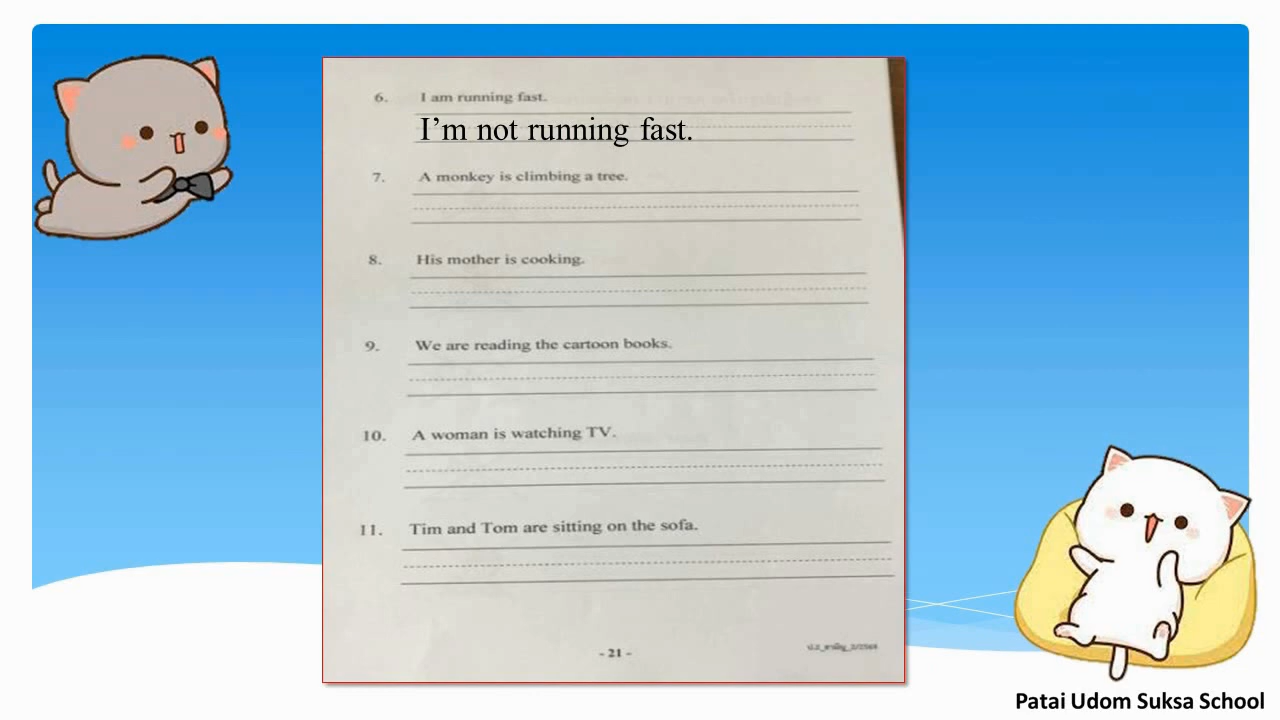 6. I am running fast.
I'm not running fast.
7. A monkey is climbing a tree.
8. His mother is cooking.
9. We are reading the cartoon books.
10. A woman is watching TV.
11. Tim and Tom are sitting on the sofa.
- 21 -
Patai Udom Suksa School